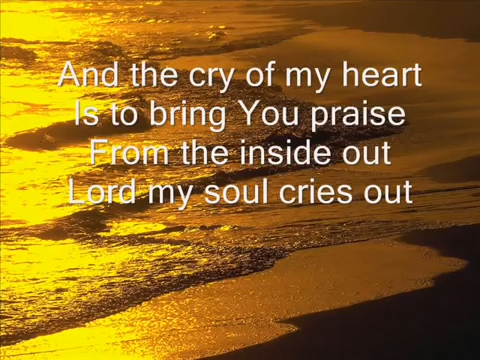 And the cry of my heart
Is to bring You praise
From the inside out
Lord my soul cries out